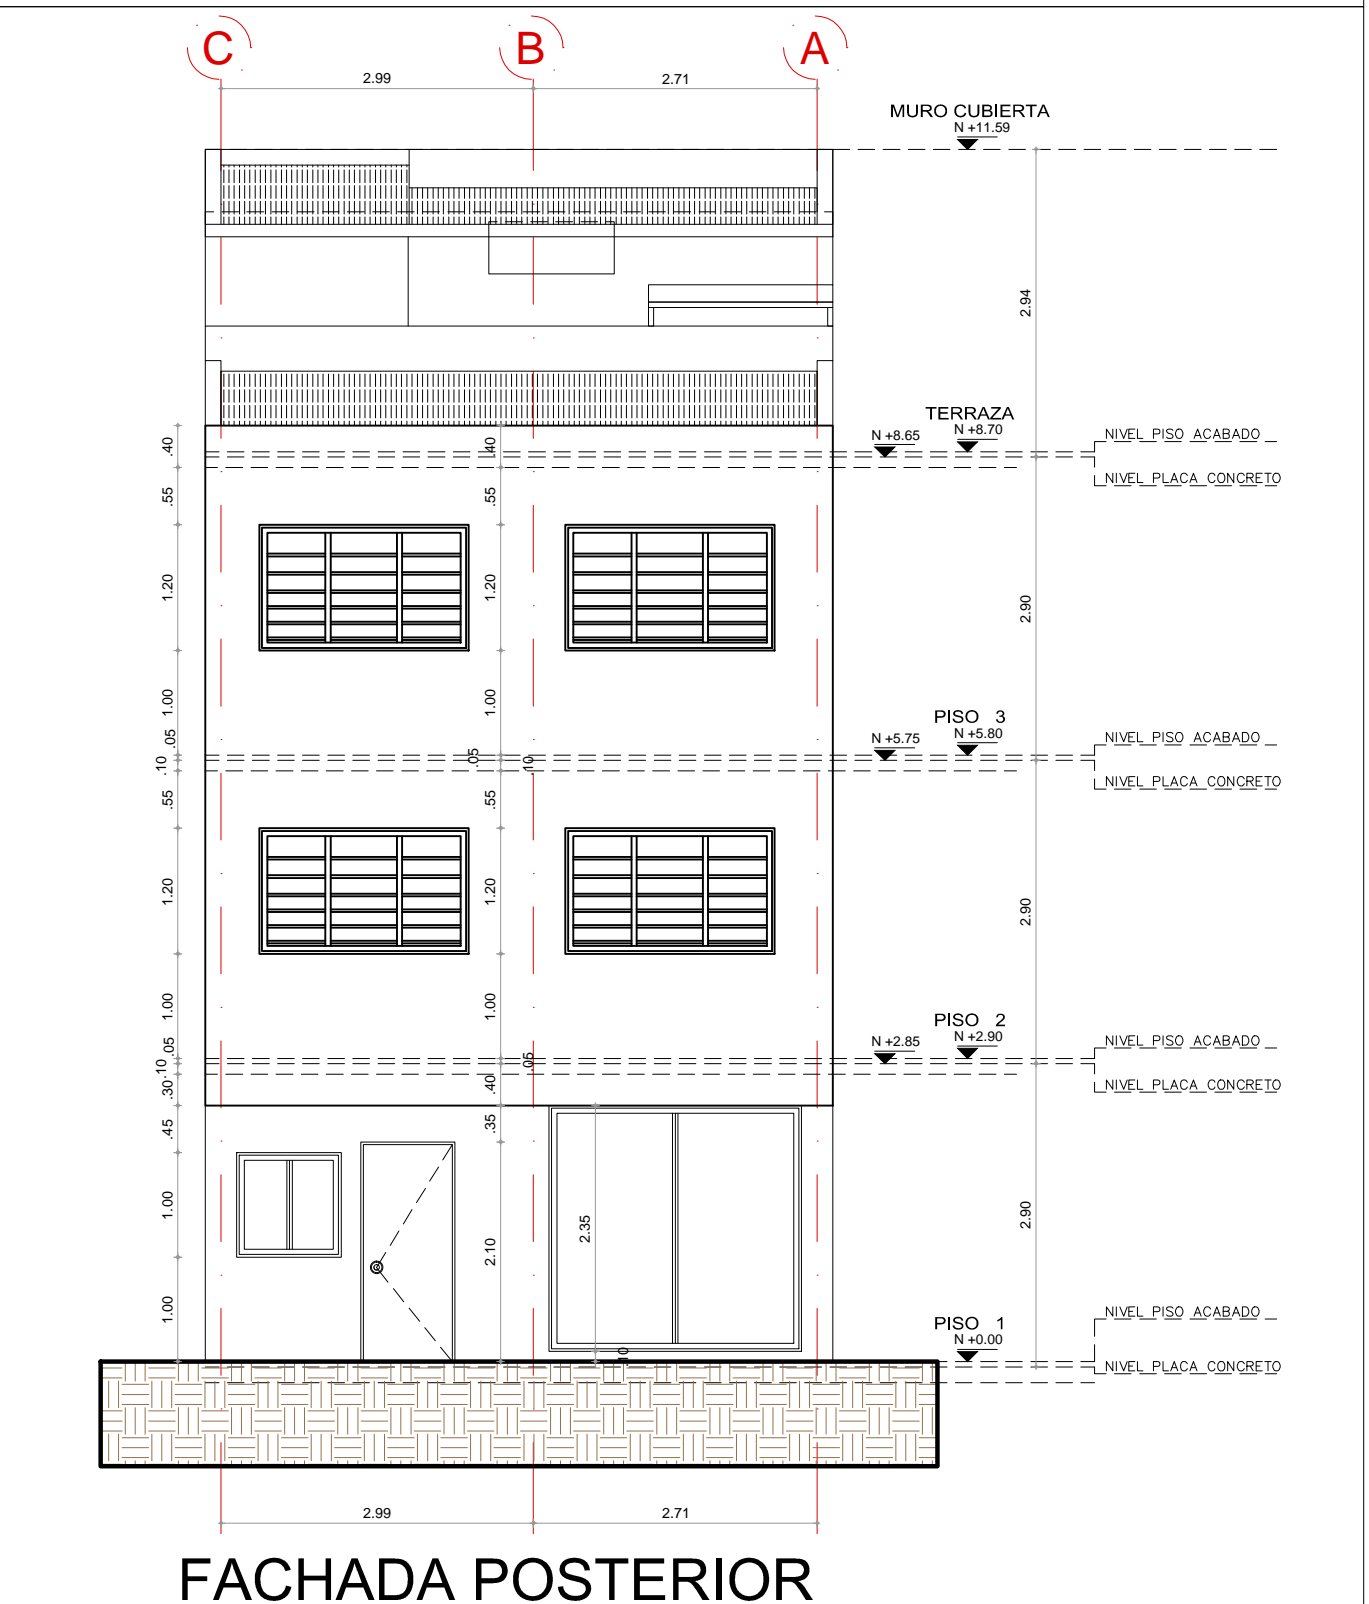 C B A
2.99 2.71
MURO CUBIERTA
N +11.59
2.94
TERRAZA
N +8.65 N +8.70
NIVEL PISO ACABADO
NIVEL PLACA CONCRETO
.40 .40
.55 .55
1.20 1.20
2.90
1.00 1.00
PISO 3
N +5.75 N +5.80
NIVEL PISO ACABADO
NIVEL PLACA CONCRETO
.05 .05
.10 .10
.55 .55
1.20 1.20
2.90
1.00 1.00
PISO 2
N +2.85 N +2.90
NIVEL PISO ACABADO
NIVEL PLACA CONCRETO
.05 .05
.10
.30 .40
.45 .35
1.00 2.10 2.35 2.90
1.00
PISO 1
N +0.00
NIVEL PISO ACABADO
NIVEL PLACA CONCRETO
.10
2.99 2.71
FACHADA POSTERIOR